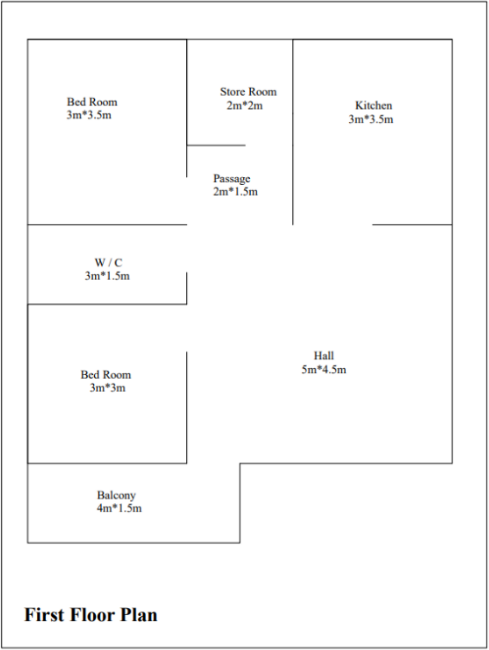 Bed Room
3m*3.5m
Store Room
2m*2m
Kitchen
3m*3.5m
Passage
2m*1.5m
W / C
3m*1.5m
Hall
5m*4.5m
Bed Room
3m*3m
Balcony
4m*1.5m
First Floor Plan